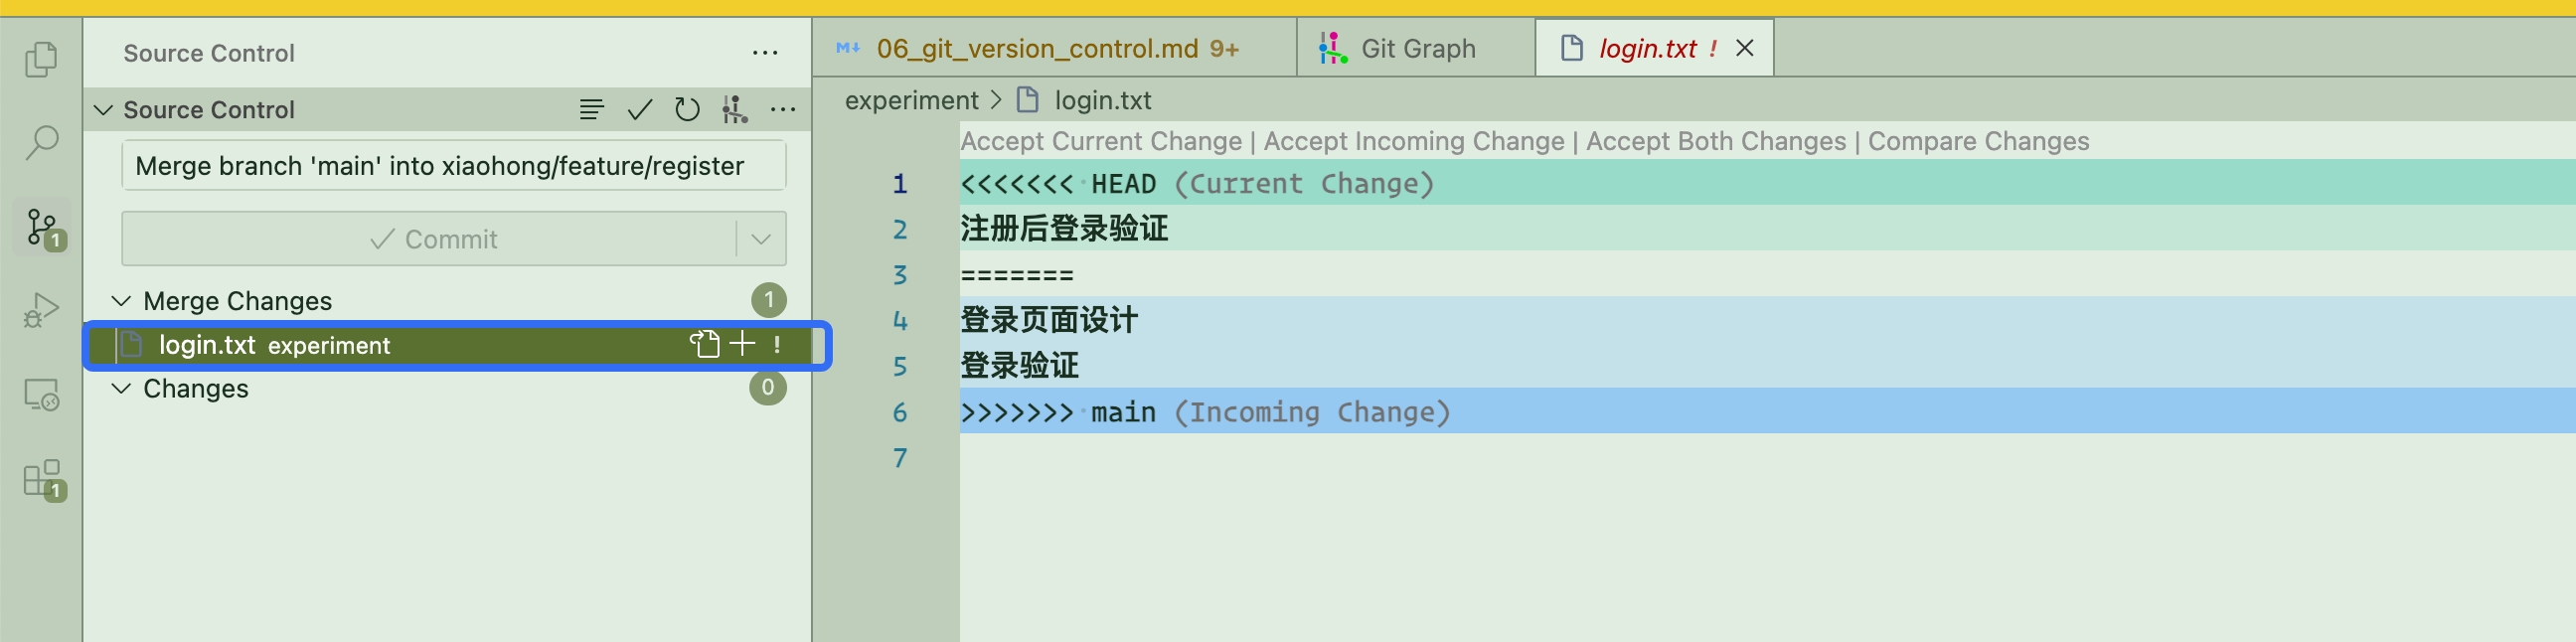 Source Control
Source Control
Merge branch 'main' into xiaohong/feature/register
Commit
Merge Changes 1
login.txt experiment !
Changes 0
1
1
06_git_version_control.md 9+
Git Graph
login.txt !
experiment > login.txt
Accept Current Change | Accept Incoming Change | Accept Both Changes | Compare Changes
1 <<<<<<< HEAD (Current Change)
2 注册后登录验证
3 =======
4 登录页面设计
5 登录验证
6 >>>>>>> main (Incoming Change)
7